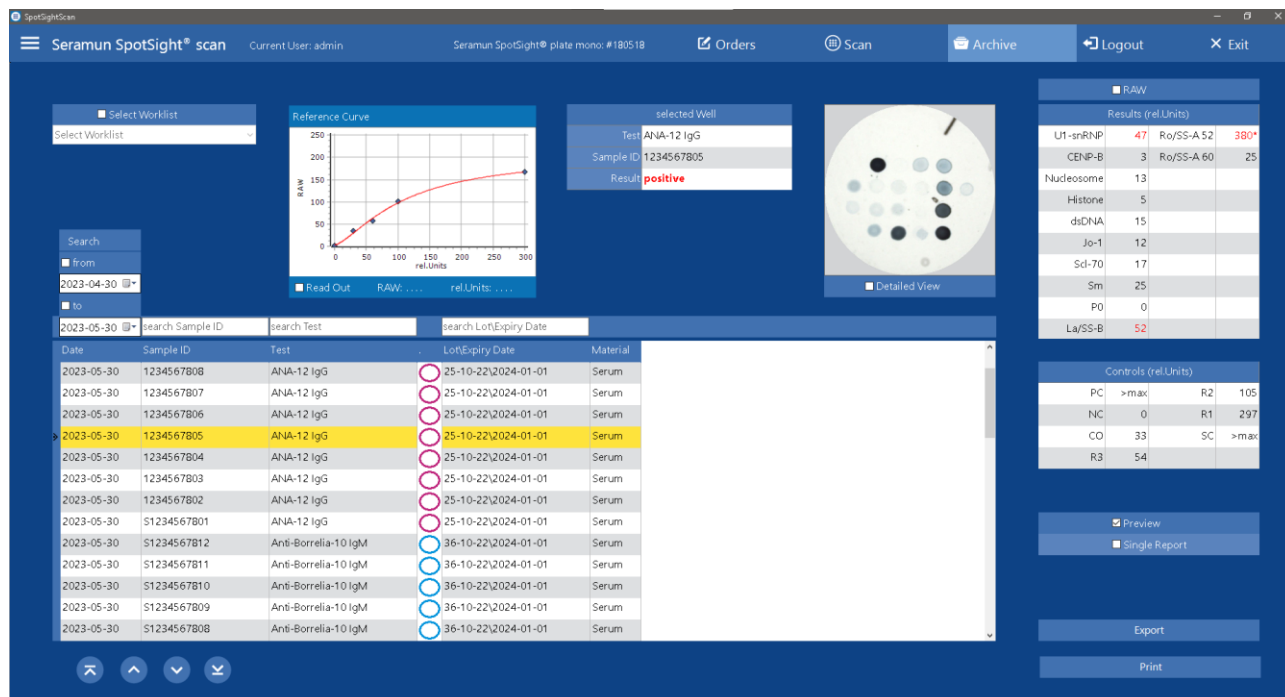 SpotSightScan
Seramun SpotSight® scan Current User: admin Seramun SpotSight® plate mono: #180518 Orders Scan Archive Logout Exit
RAW
Select Worklist
Select Worklist
Reference Curve
RAW
250
200
150
100
50
0
0 50 100 150 200 250 300
rel.Units
Read Out RAW: .... rel.Units: ....
selected Well
Test ANA-12 IgG
Sample ID 1234567805
Result positive
Detailed View
Results (rel.Units)
U1-snRNP 47 Ro/SS-A 52 380*
CENP-B 3 Ro/SS-A 60 25
Nucleosome 13
Histone 5
dsDNA 15
Jo-1 12
Scl-70 17
Sm 25
P0 0
La/SS-B 52
Search
from
2023-04-30
to
2023-05-30 search Sample ID search Test search Lot\Expiry Date
Date Sample ID Test . Lot\Expiry Date Material
2023-05-30 1234567808 ANA-12 IgG 25-10-22\2024-01-01 Serum
2023-05-30 1234567807 ANA-12 IgG 25-10-22\2024-01-01 Serum
2023-05-30 1234567806 ANA-12 IgG 25-10-22\2024-01-01 Serum
2023-05-30 1234567805 ANA-12 IgG 25-10-22\2024-01-01 Serum
2023-05-30 1234567804 ANA-12 IgG 25-10-22\2024-01-01 Serum
2023-05-30 1234567803 ANA-12 IgG 25-10-22\2024-01-01 Serum
2023-05-30 1234567802 ANA-12 IgG 25-10-22\2024-01-01 Serum
2023-05-30 S1234567801 ANA-12 IgG 25-10-22\2024-01-01 Serum
2023-05-30 S1234567812 Anti-Borrelia-10 IgM 36-10-22\2024-01-01 Serum
2023-05-30 S1234567811 Anti-Borrelia-10 IgM 36-10-22\2024-01-01 Serum
2023-05-30 S1234567810 Anti-Borrelia-10 IgM 36-10-22\2024-01-01 Serum
2023-05-30 S1234567809 Anti-Borrelia-10 IgM 36-10-22\2024-01-01 Serum
2023-05-30 S1234567808 Anti-Borrelia-10 IgM 36-10-22\2024-01-01 Serum
Controls (rel.Units)
PC >max R2 105
NC 0 R1 297
CO 33 SC >max
R3 54
Preview
Single Report
Export
Print